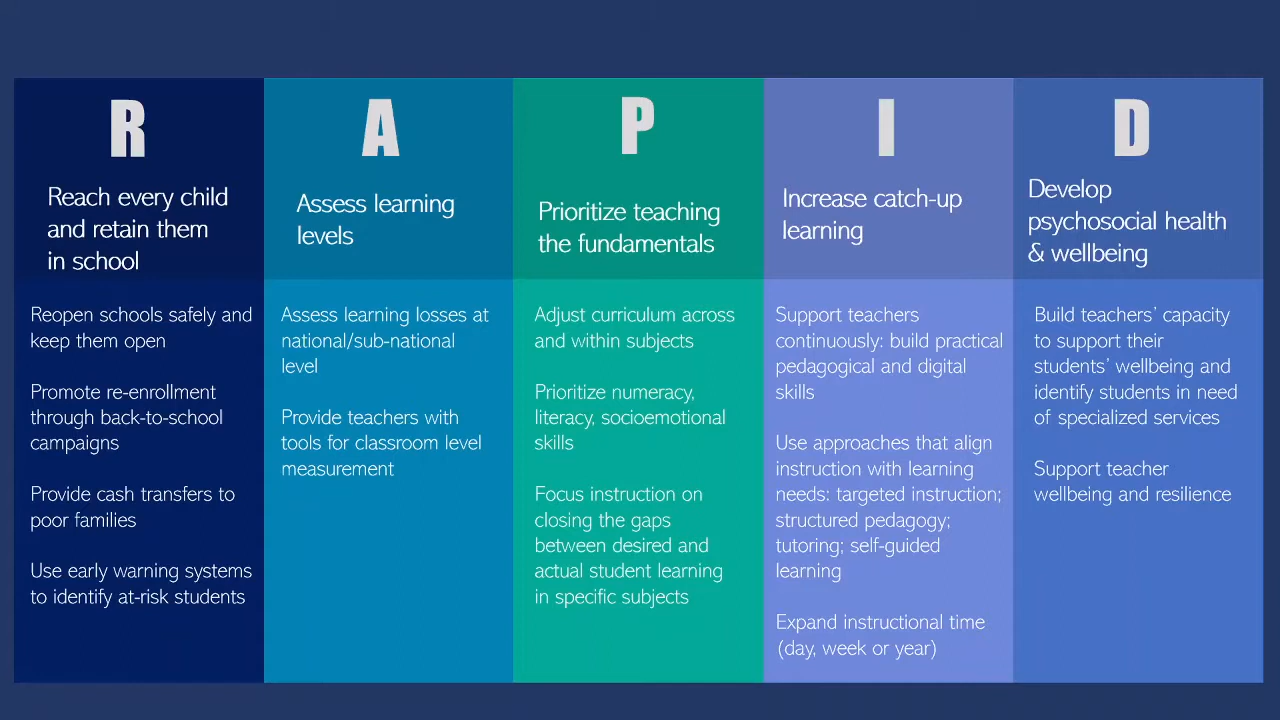 R
Reach every child
and retain them
in school
Reopen schools safely and
keep them open
Promote re-enrollment
through back-to-school
campaigns
Provide cash transfers to
poor families
Use early warning systems
to identify at-risk students
A
Assess learning
levels
Assess learning losses at
national/sub-national
level
Provide teachers with
tools for classroom level
measurement
P
Prioritize teaching
the fundamentals
Adjust curriculum across
and within subjects
Prioritize numeracy,
literacy, socioemotional
skills
Focus instruction on
closing the gaps
between desired and
actual student learning
in specific subjects
I
Increase catch-up
learning
Support teachers
continuously: build practical
pedagogical and digital
skills
Use approaches that align
instruction with learning
needs: targeted instruction;
structured pedagogy;
tutoring; self-guided
learning
Expand instructional time
(day, week or year)
D
Develop
psychosocial health
& wellbeing
Build teachers' capacity
to support their
students' wellbeing and
identify students in need
of specialized services
Support teacher
wellbeing and resilience